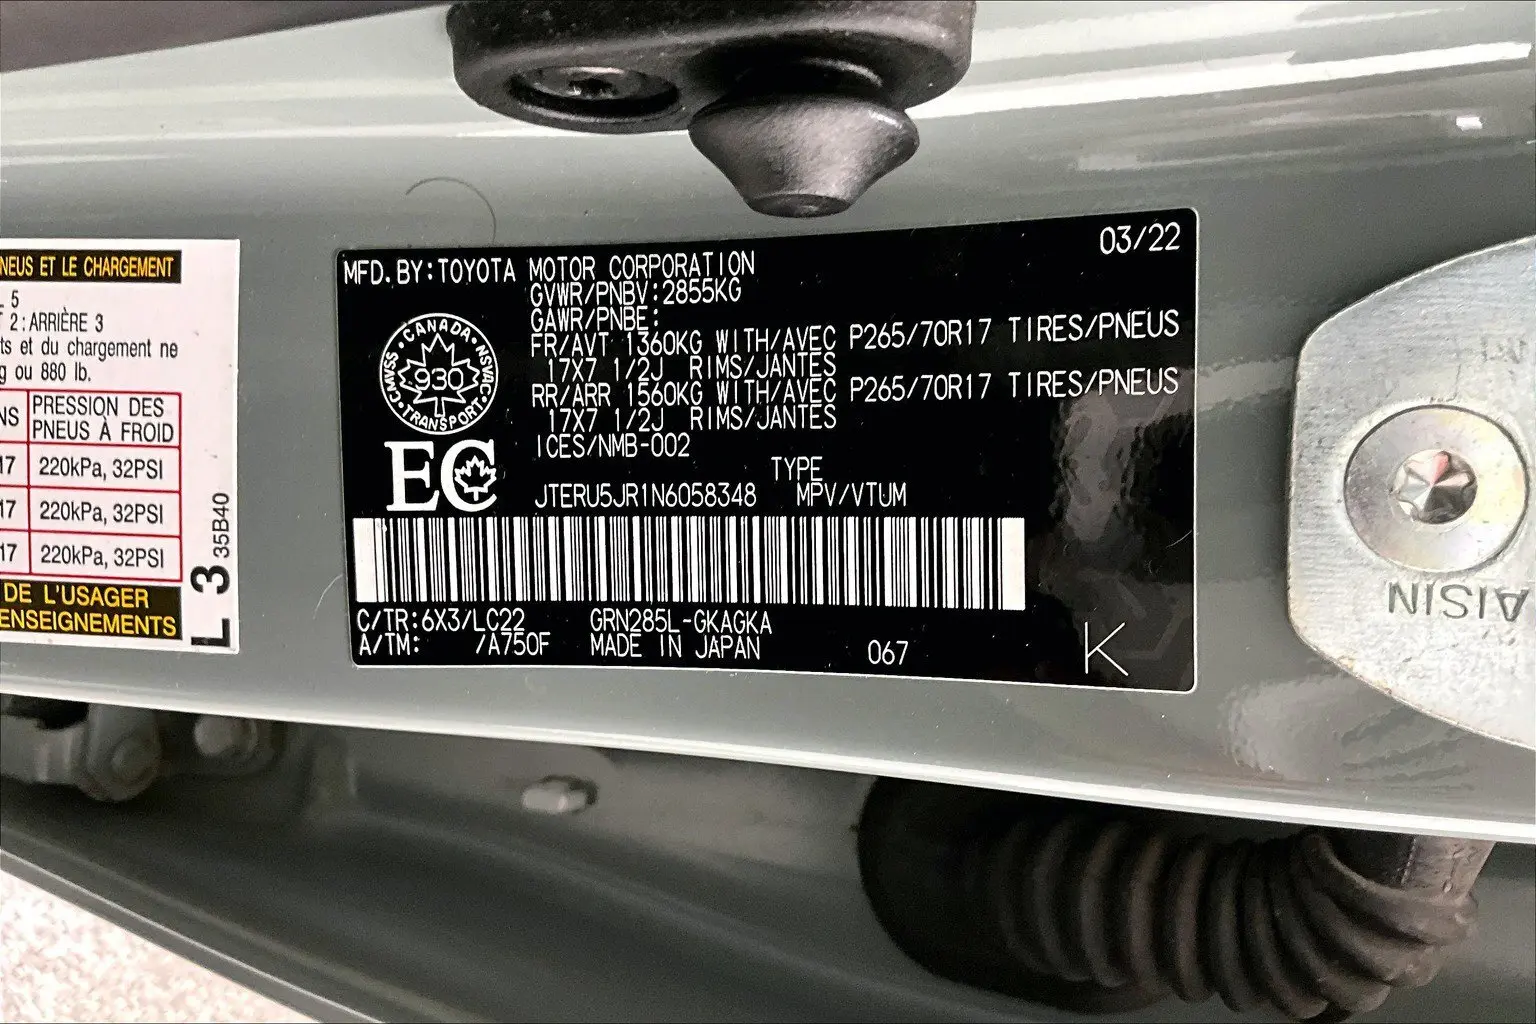 NEUS ET LE CHARGEMENT
L 5
T 2: ARRIÈRE 3
ts et du chargement ne
g ou 880 lb.
NS PRESSION DES
PNEUS À FROID
17 220kPa, 32PSI
17 220kPa, 32PSI
17 220kPa, 32PSI
DE L'USAGER
ENSEIGNEMENTS
L 3 35B40
03/22
MFD. BY: TOYOTA MOTOR CORPORATION
GVWR/PNBV: 2855KG
GAWR/PNBE:
FR/AVT 1360KG WITH/AVEC P265/70R17 TIRES/PNEUS
17X7 1/2J RIMS/JANTES
RR/ARR 1560KG WITH/AVEC P265/70R17 TIRES/PNEUS
17X7 1/2J RIMS/JANTES
ICES/NMB-002
CANADA
NSVAC
TRANSPORT
CMVSS
930
EC
TYPE
JTERU5JR1N6058348 MPV/VTUM
C/TR: 6X3/LC22 GRN285L-GKAGKA
A/TM: /A750F MADE IN JAPAN 067 K
AISIN